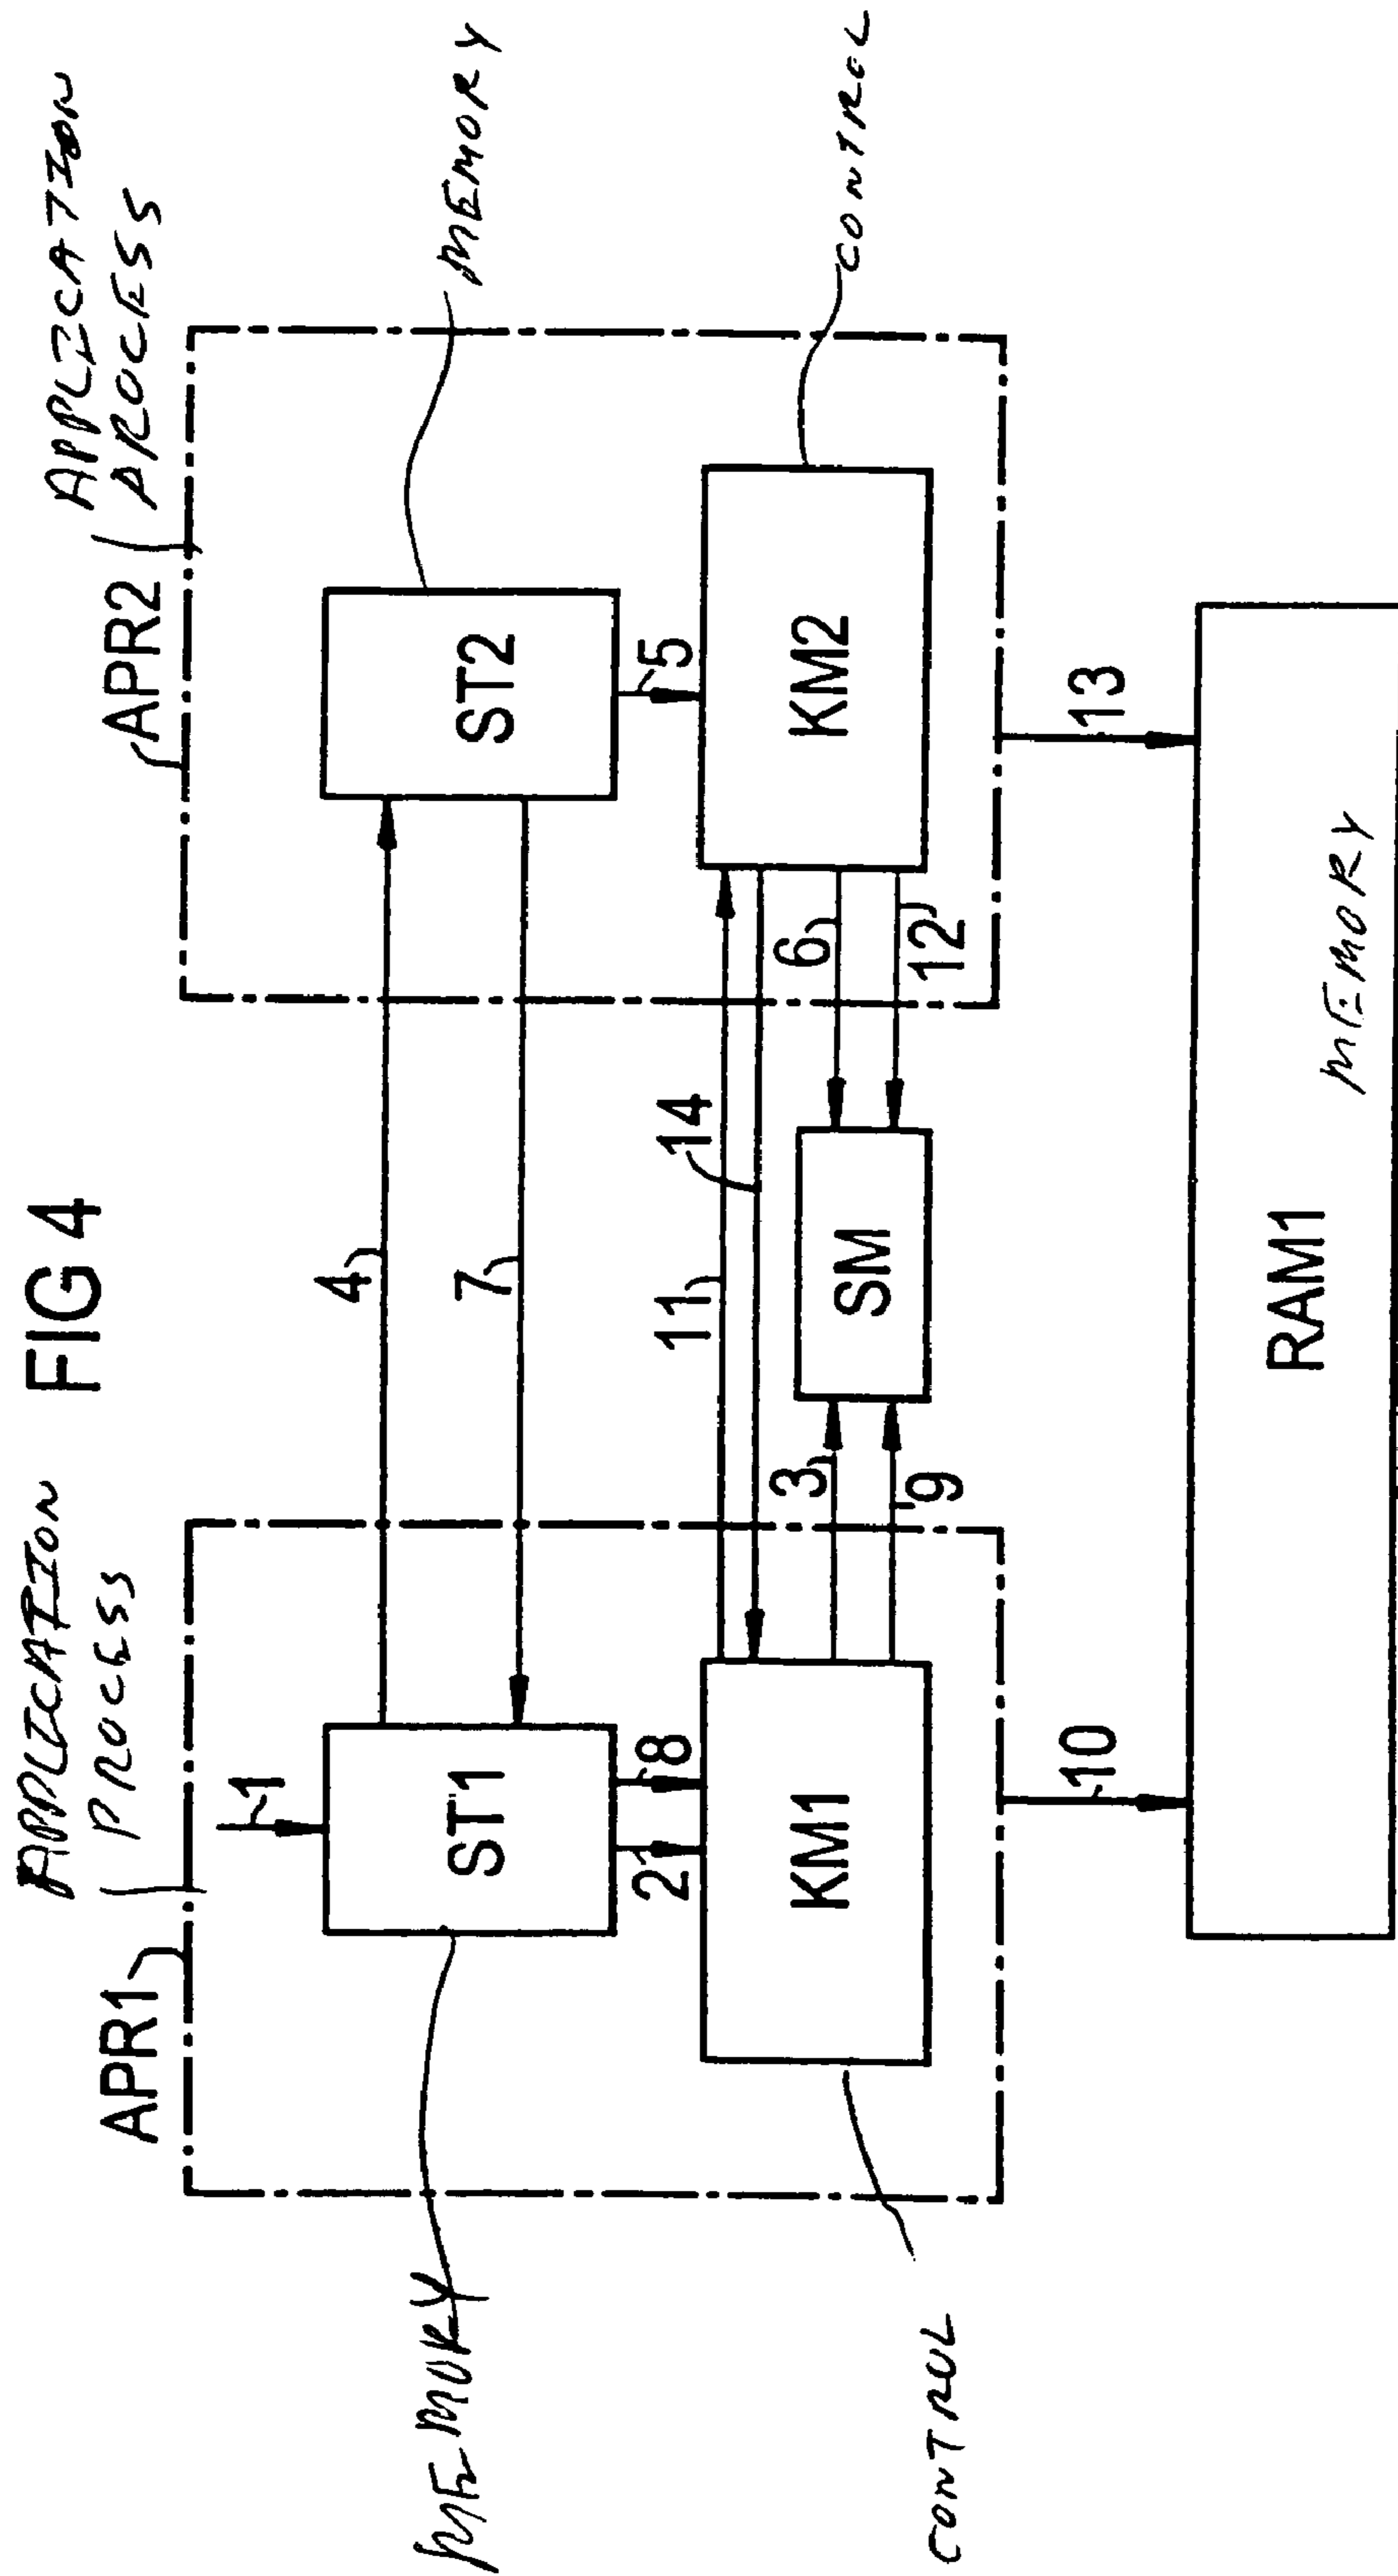 FIG 4
APPLICATION
PROCESS
APPLICATION
PROCESS
APR1
APR2
1
4
MEMORY
ST1
ST2
MEMORY
7
2
8
5
11
14
CONTROL
KM1
KM2
CONTROL
3
6
SM
9
12
10
13
RAM1
MEMORY